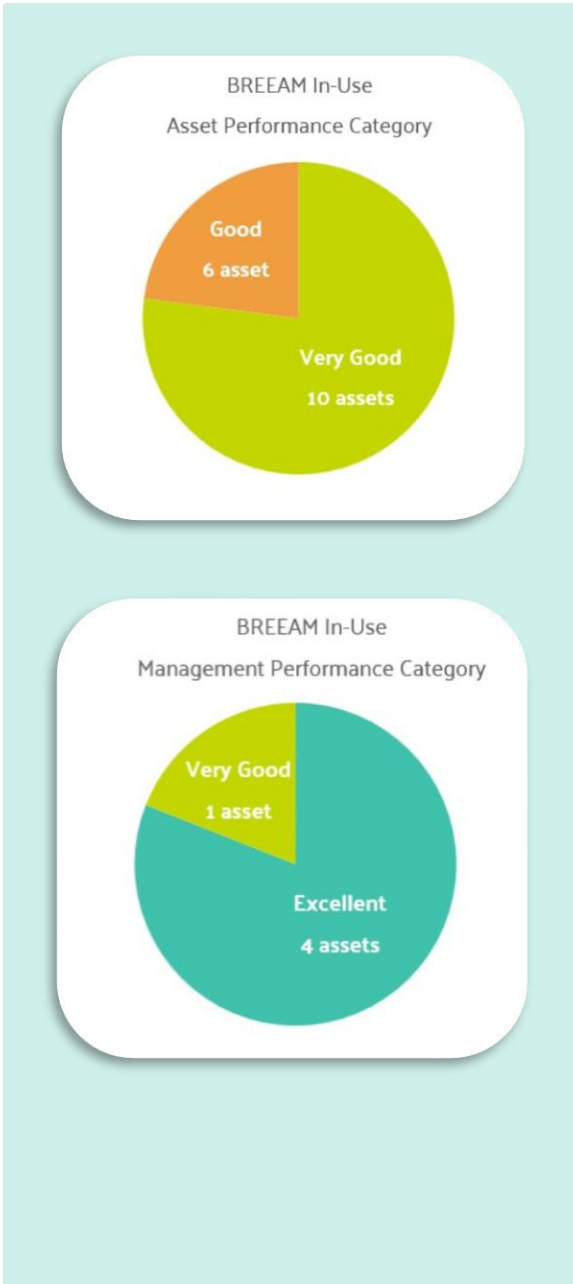 BREEAM In-Use
Asset Performance Category
Good
6 asset
Very Good
10 assets
BREEAM In-Use
Management Performance Category
Very Good
1 asset
Excellent
4 assets